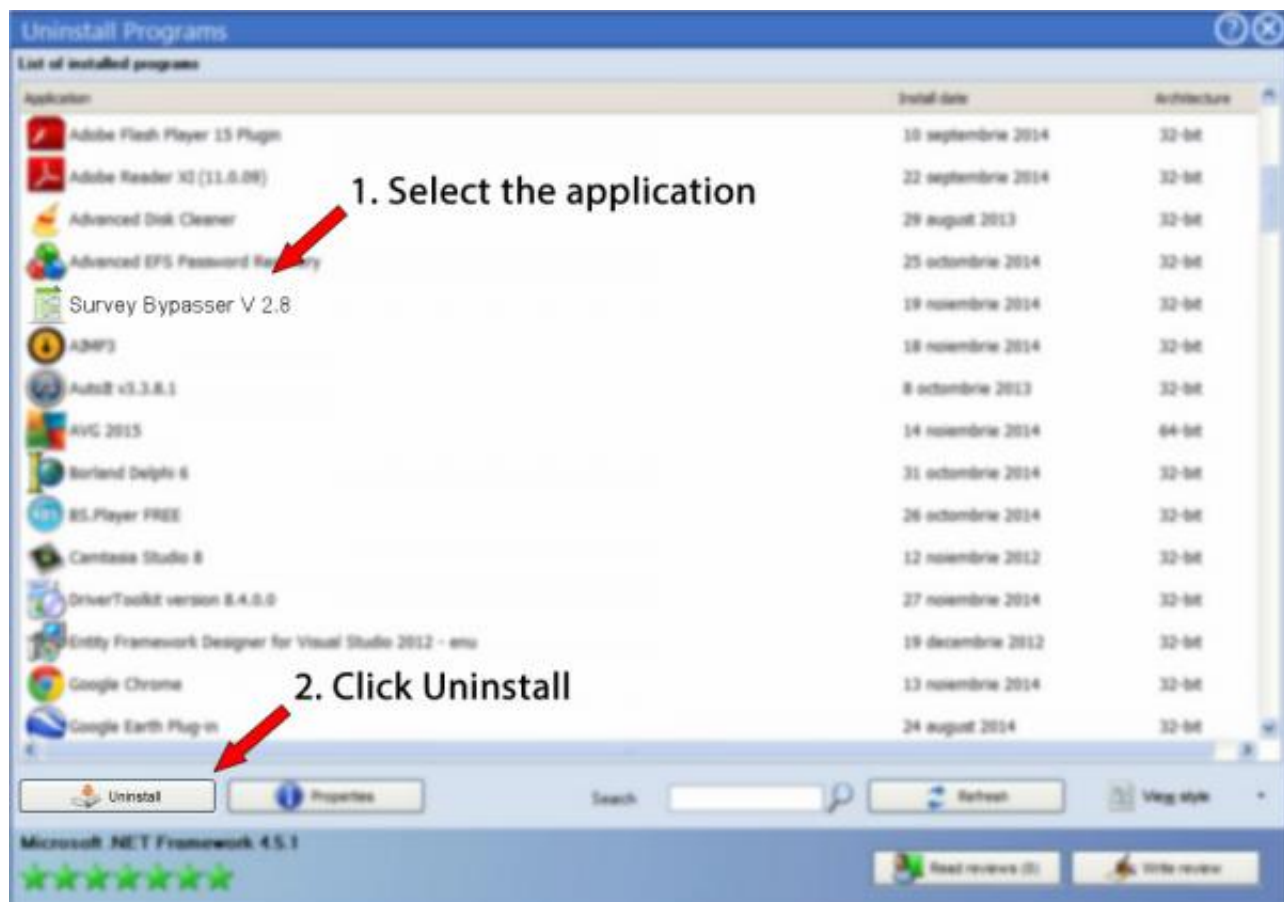 Uninstall Programs
List of installed programs
Application Install date Architecture
Adobe Flash Player 15 Plugin 10 septembrie 2014 32-bit
Adobe Reader XI (11.0.09) 22 septembrie 2014 32-bit
1. Select the application
Advanced Disk Cleaner 29 august 2013 32-bit
Advanced EFS Password 25 octombrie 2014 32-bit
Survey Bypasser V 2.8 19 noiembrie 2014 32-bit
AIMP3 18 noiembrie 2014 32-bit
AutoIt v3.3.8.1 8 octombrie 2013 32-bit
AVG 2015 14 noiembrie 2014 64-bit
Borland Delphi 6 31 octombrie 2014 32-bit
BS.Player FREE 26 octombrie 2014 32-bit
Camtasia Studio 8 12 noiembrie 2012 32-bit
DriverToolkit version 8.4.0.0 27 noiembrie 2014 32-bit
Entity Framework Designer for Visual Studio 2012 - enu 19 decembrie 2012 32-bit
Google Chrome 13 noiembrie 2014 32-bit
2. Click Uninstall
Google Earth Plug-in 24 august 2014 32-bit
Uninstall Properties Search Refresh View style
Microsoft .NET Framework 4.5.1
Read reviews (0) Write review